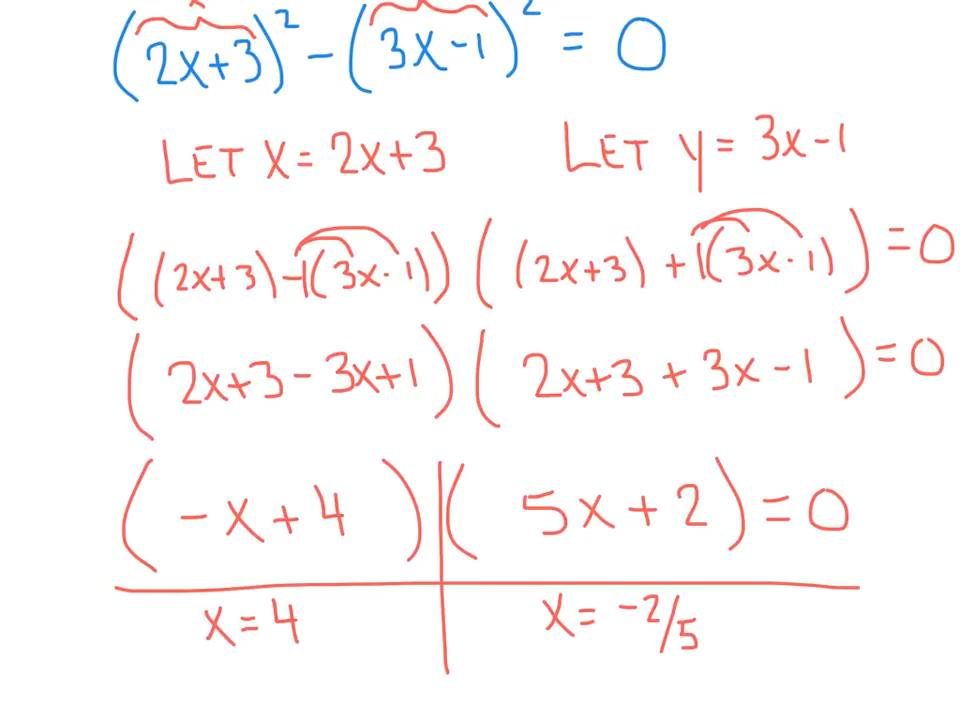 (2x+3)² - (3x-1)² = 0
LET x = 2x+3 LET y = 3x-1
((2x+3) -1(3x-1)) ((2x+3) +1(3x-1)) = 0
(2x+3-3x+1) (2x+3+3x-1) = 0
(-x+4) (5x+2) = 0
x = 4 x = -2/5